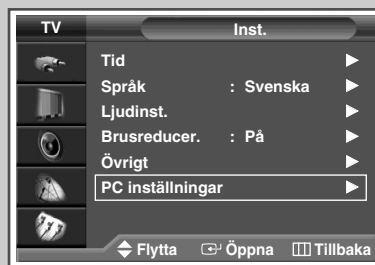 TV Inst.
Tid
Språk : Svenska
Ljudinst.
Brusreducer. : På
Övrigt
PC inställningar
Flytta Öppna Tillbaka